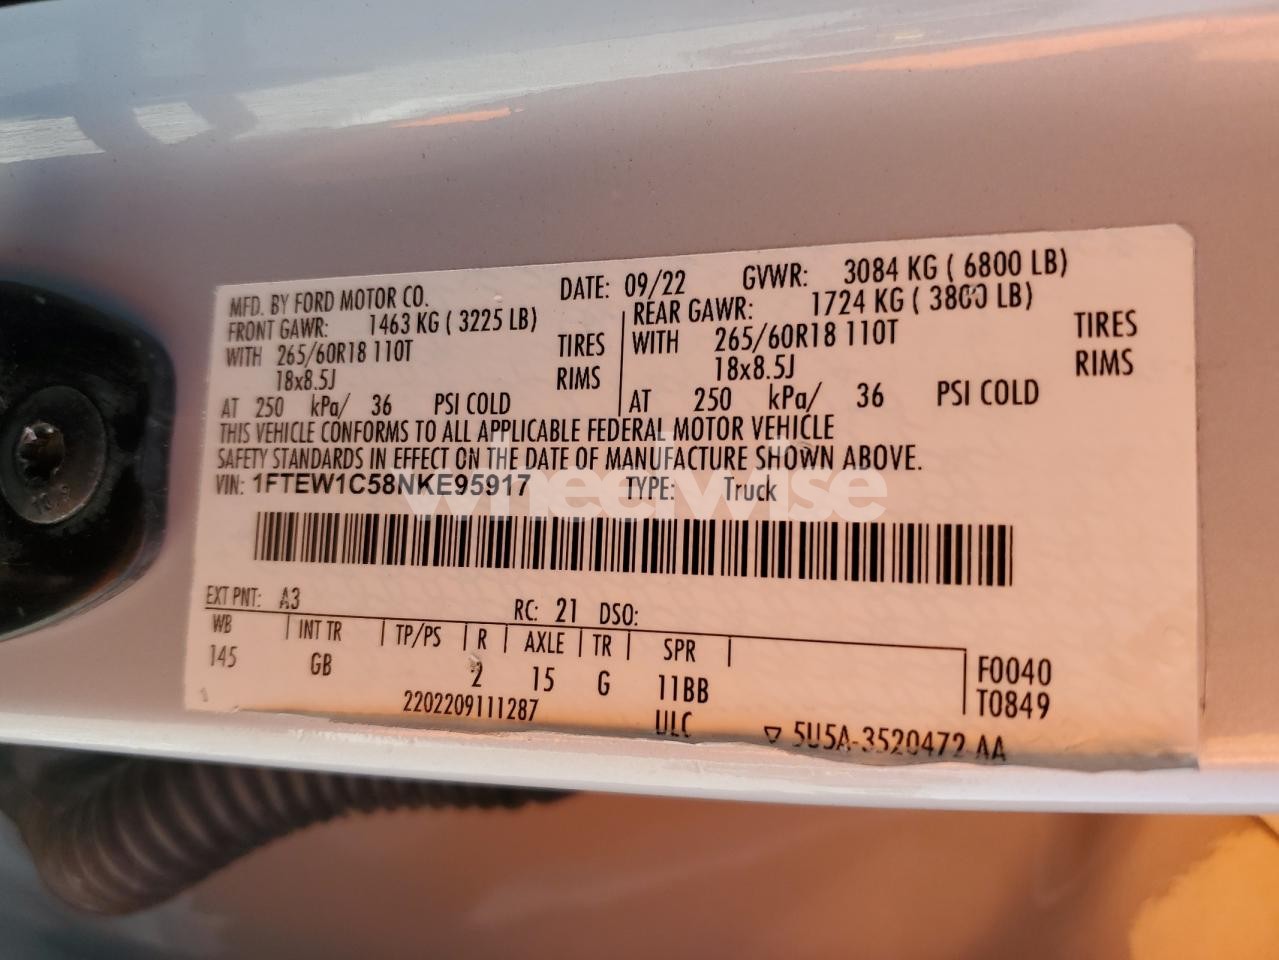 MFD. BY FORD MOTOR CO. DATE: 09/22 GVWR: 3084 KG ( 6800 LB)
FRONT GAWR: 1463 KG ( 3225 LB) REAR GAWR: 1724 KG ( 3800 LB)
WITH 265/60R18 110T TIRES WITH 265/60R18 110T TIRES
18x8.5J RIMS 18x8.5J RIMS
AT 250 kPa/ 36 PSI COLD AT 250 kPa/ 36 PSI COLD
THIS VEHICLE CONFORMS TO ALL APPLICABLE FEDERAL MOTOR VEHICLE
SAFETY STANDARDS IN EFFECT ON THE DATE OF MANUFACTURE SHOWN ABOVE.
VIN: 1FTEW1C58NKE95917 TYPE: Truck
wheelwise
EXT PNT: A3 RC: 21 DSO:
WB INT TR TP/PS R AXLE TR SPR
145 GB 2 15 G 11BB F0040
T0849
2202209111287 ULC ▽ 5U5A-3520472-AA